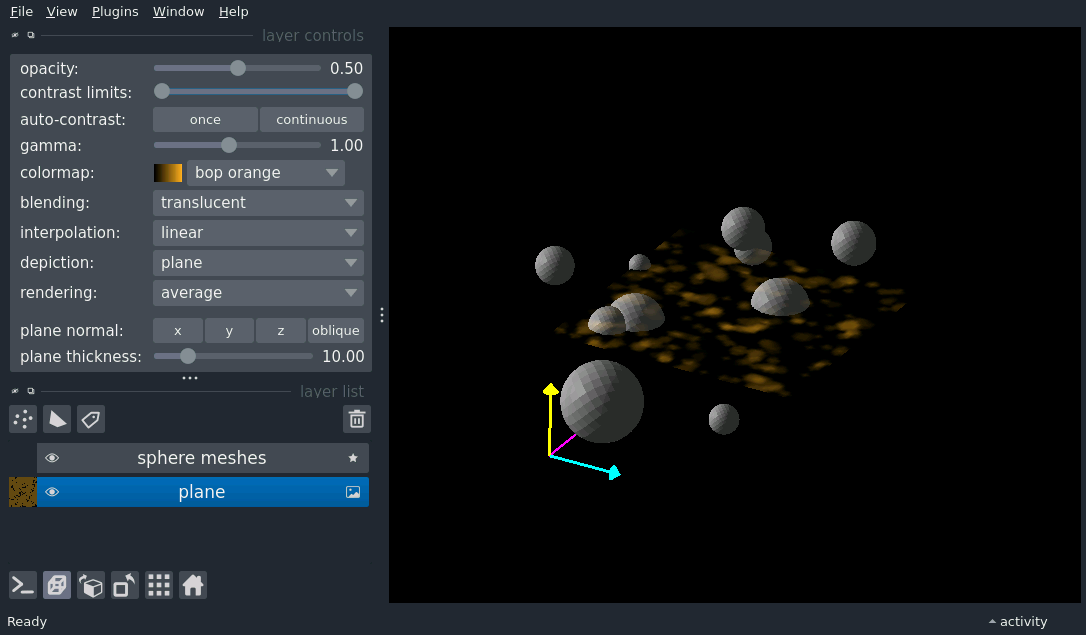 File View Plugins Window Help
layer controls
opacity: 0.50
contrast limits:
auto-contrast: once continuous
gamma: 1.00
colormap: bop orange
blending: translucent
interpolation: linear
depiction: plane
rendering: average
plane normal: x y z oblique
plane thickness: 10.00
layer list
sphere meshes
plane
Ready activity